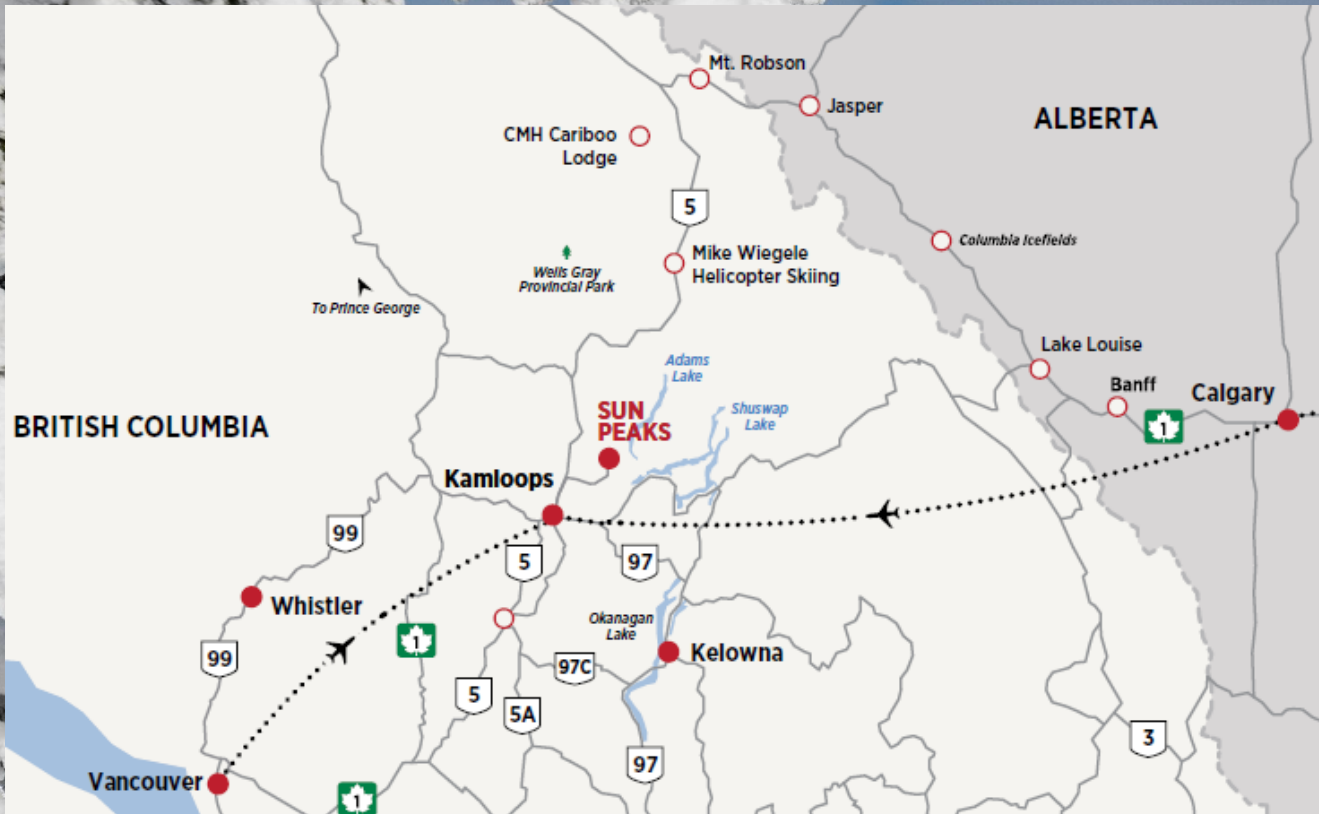 Mt. Robson
Jasper
ALBERTA
CMH Cariboo
Lodge
5
Columbia Icefields
Mike Wiegele
Helicopter Skiing
Wells Gray
Provincial Park
To Prince George
Lake Louise
Adams
Lake
Banff
Calgary
1
SUN
PEAKS
Shuswap
Lake
BRITISH COLUMBIA
Kamloops
99
5
97
Whistler
Okanagan
Lake
1
99
Kelowna
97C
5
5A
3
97
Vancouver
1